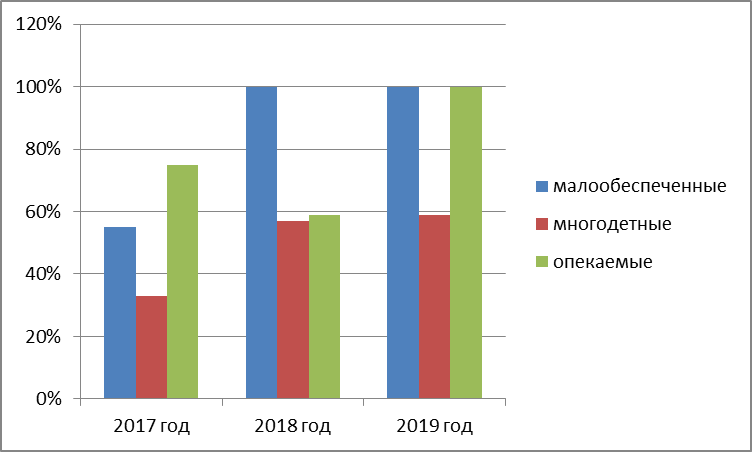 120%
100%
80%
60%
40%
20%
0%
2017 год
2018 год
2019 год
малообеспеченные
многодетные
опекаемые